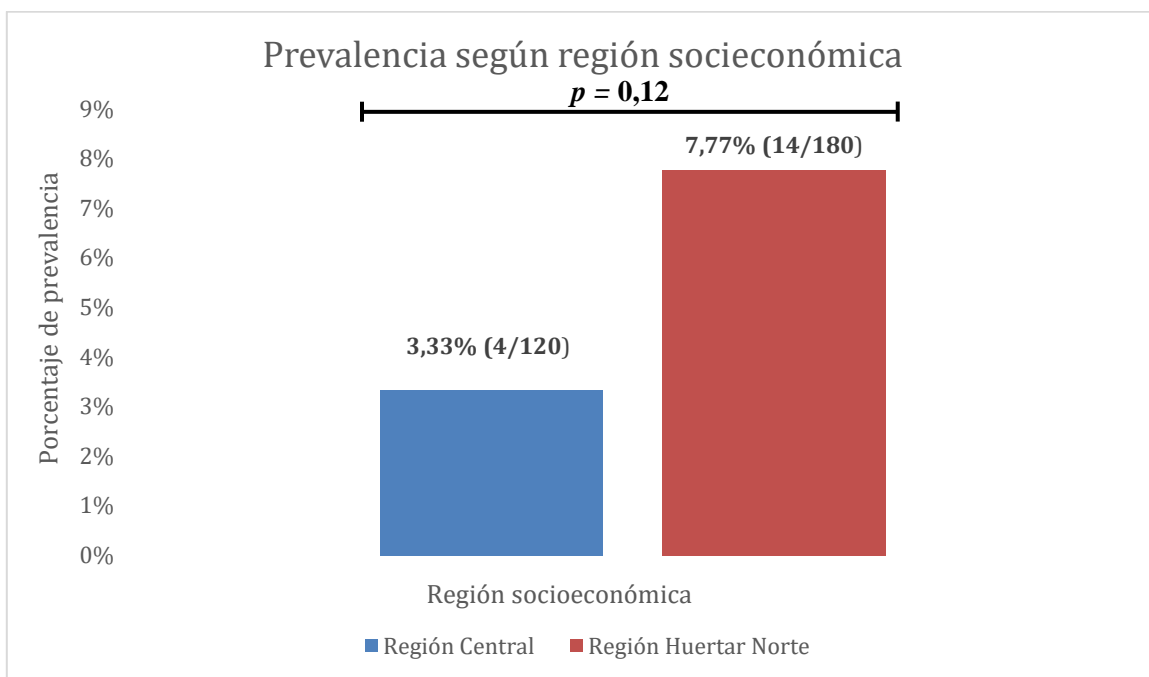 Prevalencia según región socieconómica
p = 0,12
9%
8%
7%
6%
5%
4%
3%
2%
1%
0%
Porcentaje de prevalencia
7,77% (14/180)
3,33% (4/120)
Región socioeconómica
Región Central
Región Huertar Norte